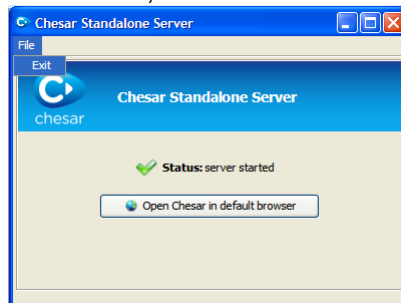 Chesar Standalone Server
File
Exit
Chesar Standalone Server
chesar
Status: server started
Open Chesar in default browser